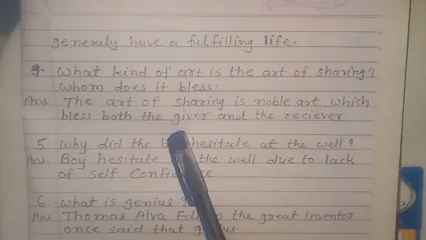 generaly have a fulfilling life.
4. What kind of art is the art of sharing?
whom does it bless.
Ans. The art of sharing is noble art, which
bless both the giver and the reciever
5. why did the hesitate at the well?
Ans. Boy hesitate the well due to lack
of self
6. what is genius ?
Ans Thomas Alva the great inventor
once said that